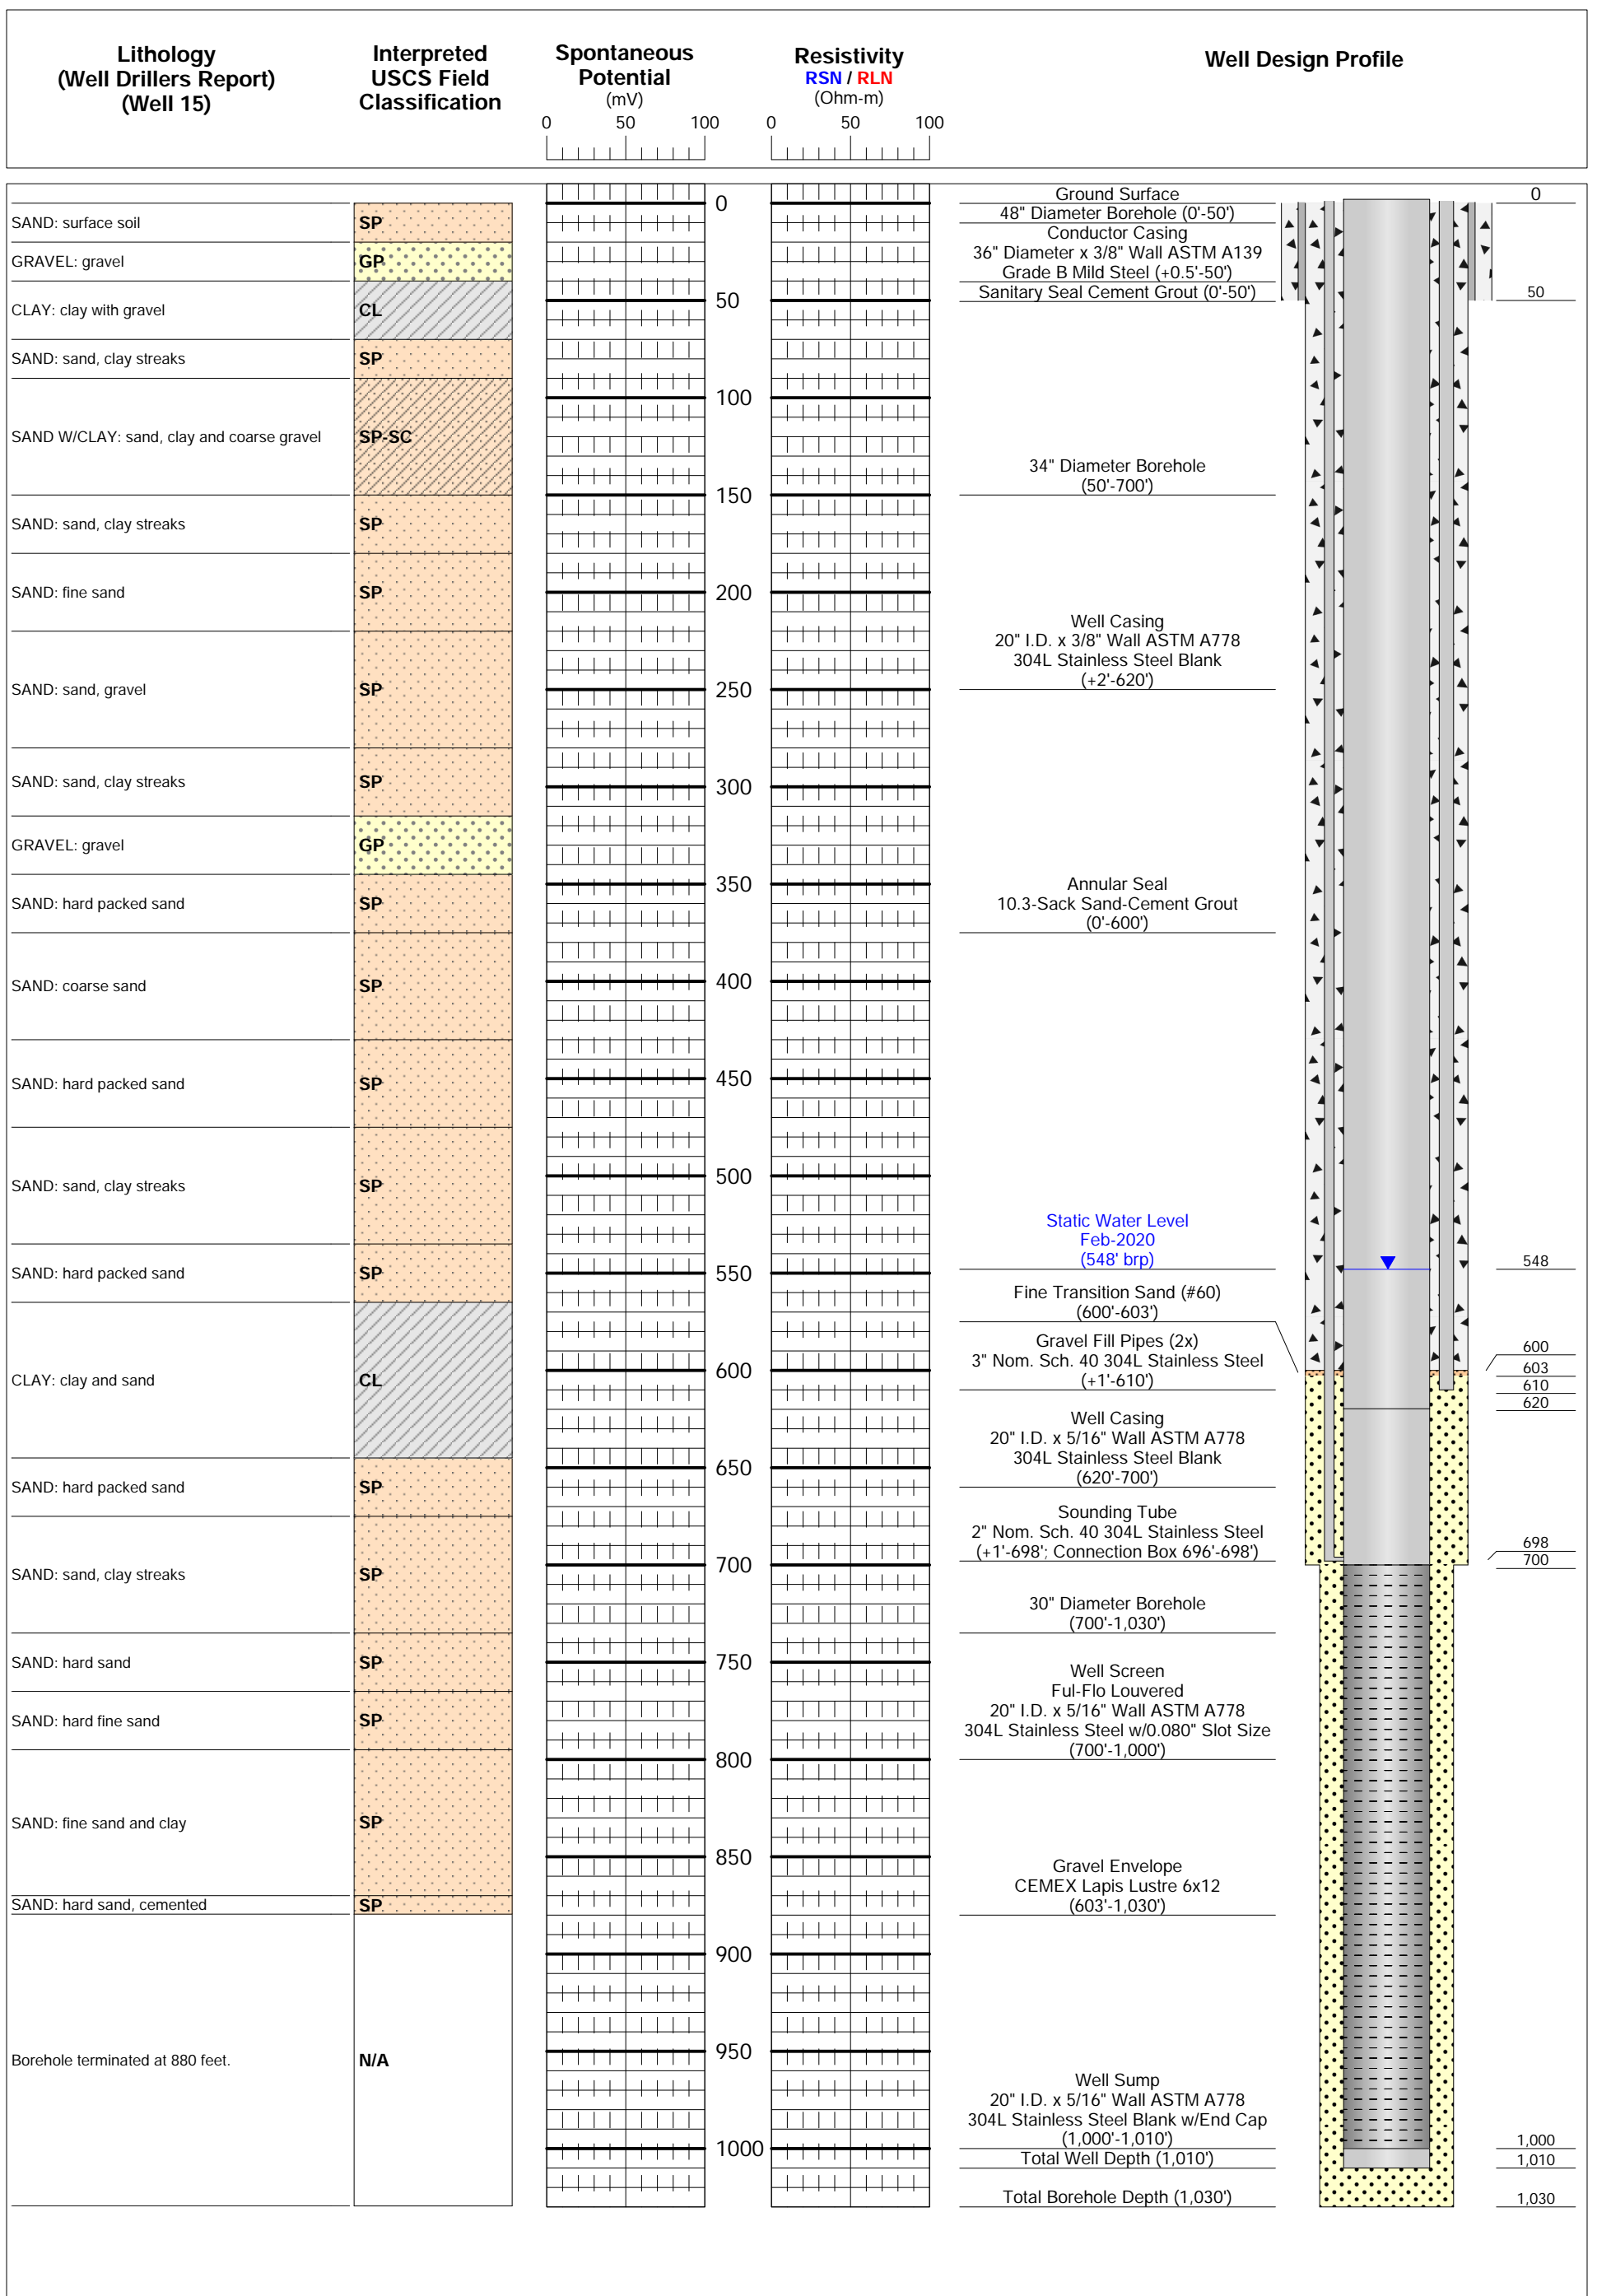 Lithology
(Well Drillers Report)
(Well 15)
Interpreted
USCS Field
Classification
Spontaneous
Potential
(mV)
0 50 100
Resistivity
RSN / RLN
(Ohm-m)
0 50 100
Well Design Profile
SAND: surface soil
GRAVEL: gravel
CLAY: clay with gravel
SAND: sand, clay streaks
SAND W/CLAY: sand, clay and coarse gravel
SAND: sand, clay streaks
SAND: fine sand
SAND: sand, gravel
SAND: sand, clay streaks
GRAVEL: gravel
SAND: hard packed sand
SAND: coarse sand
SAND: hard packed sand
SAND: sand, clay streaks
SAND: hard packed sand
CLAY: clay and sand
SAND: hard packed sand
SAND: sand, clay streaks
SAND: hard sand
SAND: hard fine sand
SAND: fine sand and clay
SAND: hard sand, cemented
Borehole terminated at 880 feet.
SP
GP
CL
SP
SP-SC
SP
SP
SP
SP
GP
SP
SP
SP
SP
SP
CL
SP
SP
SP
SP
SP
SP
N/A
0
50
100
150
200
250
300
350
400
450
500
550
600
650
700
750
800
850
900
950
1000
Ground Surface
48" Diameter Borehole (0'-50')
Conductor Casing
36" Diameter x 3/8" Wall ASTM A139
Grade B Mild Steel (+0.5'-50')
Sanitary Seal Cement Grout (0'-50')
34" Diameter Borehole
(50'-700')
Well Casing
20" I.D. x 3/8" Wall ASTM A778
304L Stainless Steel Blank
(+2'-620')
Annular Seal
10.3-Sack Sand-Cement Grout
(0'-600')
Static Water Level
Feb-2020
(548' brp)
Fine Transition Sand (#60)
(600'-603')
Gravel Fill Pipes (2x)
3" Nom. Sch. 40 304L Stainless Steel
(+1'-610')
Well Casing
20" I.D. x 5/16" Wall ASTM A778
304L Stainless Steel Blank
(620'-700')
Sounding Tube
2" Nom. Sch. 40 304L Stainless Steel
(+1'-698'; Connection Box 696'-698')
30" Diameter Borehole
(700'-1,030')
Well Screen
Ful-Flo Louvered
20" I.D. x 5/16" Wall ASTM A778
304L Stainless Steel w/0.080" Slot Size
(700'-1,000')
Gravel Envelope
CEMEX Lapis Lustre 6x12
(603'-1,030')
Well Sump
20" I.D. x 5/16" Wall ASTM A778
304L Stainless Steel Blank w/End Cap
(1,000'-1,010')
Total Well Depth (1,010')
Total Borehole Depth (1,030')
0
50
548
600
603
610
620
698
700
1,000
1,010
1,030